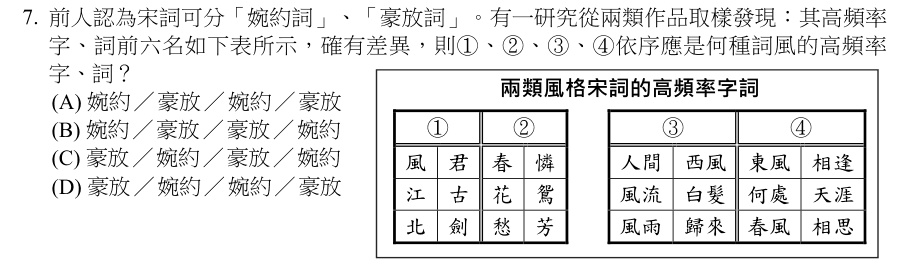 7. 前人認為宋詞可分「婉約詞」、「豪放詞」。有一研究從兩類作品取樣發現：其高頻率
字、詞前六名如下表所示，確有差異，則①、②、③、④依序應是何種詞風的高頻率
字、詞？
(A) 婉約／豪放／婉約／豪放
(B) 婉約／豪放／豪放／婉約
(C) 豪放／婉約／豪放／婉約
(D) 豪放／婉約／婉約／豪放
兩類風格宋詞的高頻率字詞
① ② ③ ④
風 君 春 憐 人間 西風 東風 相逢
江 古 花 鴛 風流 白髮 何處 天涯
北 劍 愁 芳 風雨 歸來 春風 相思